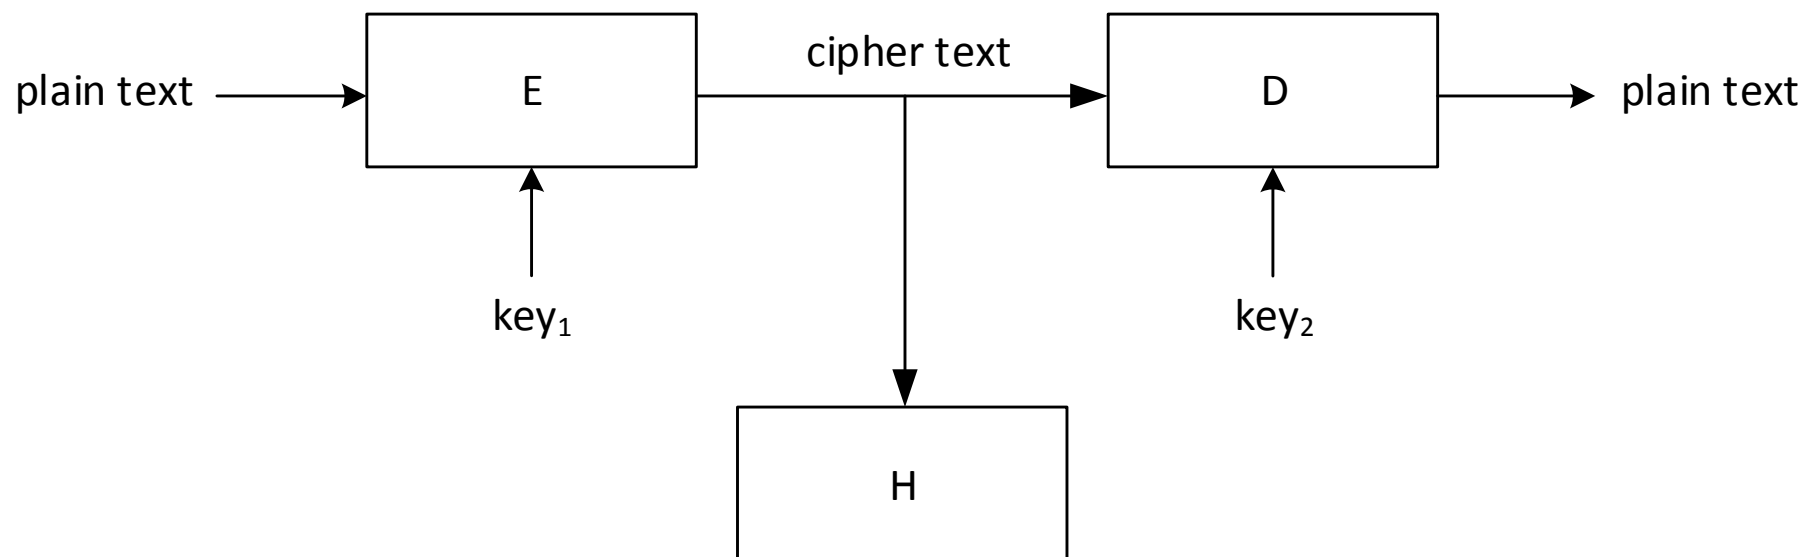 cipher text
plain text
E
D
plain text
key₁
key₂
H